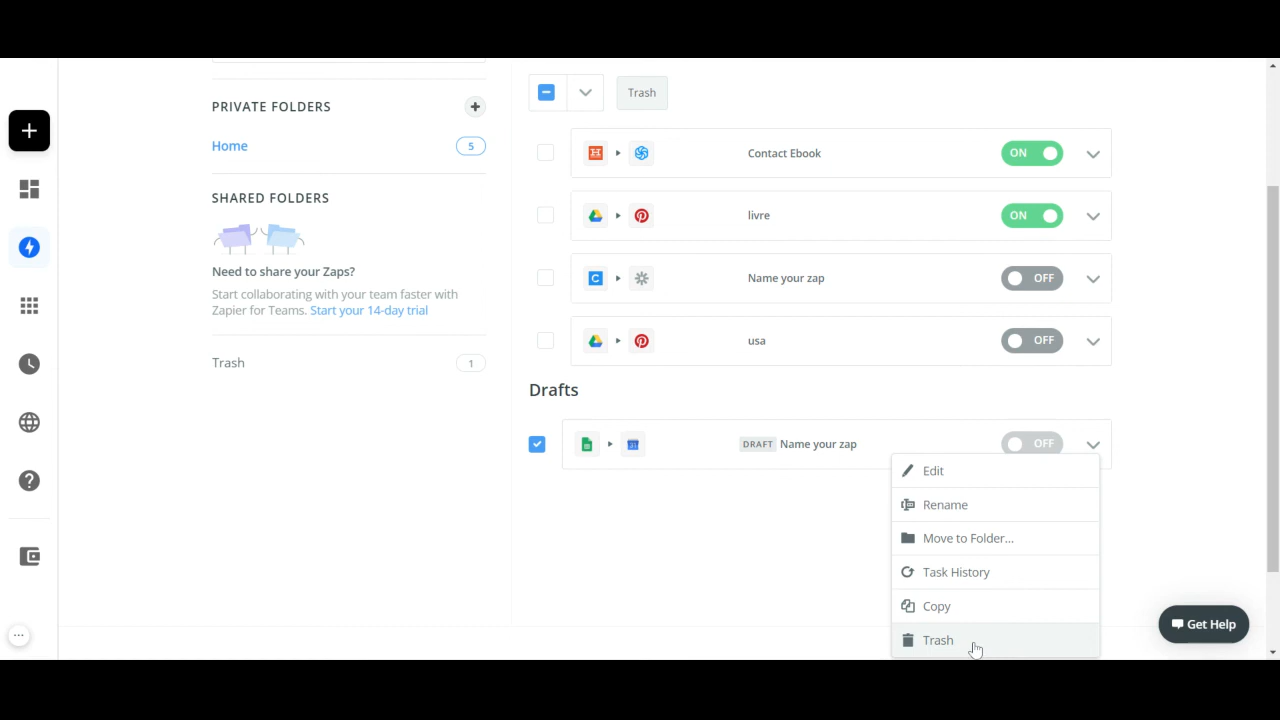 Trash
PRIVATE FOLDERS
Home 5
SHARED FOLDERS
Need to share your Zaps?
Start collaborating with your team faster with
Zapier for Teams. Start your 14-day trial
Trash 1
Contact Ebook ON
livre ON
Name your zap OFF
usa OFF
Drafts
DRAFT Name your zap OFF
Edit
Rename
Move to Folder...
Task History
Copy
Trash
Get Help